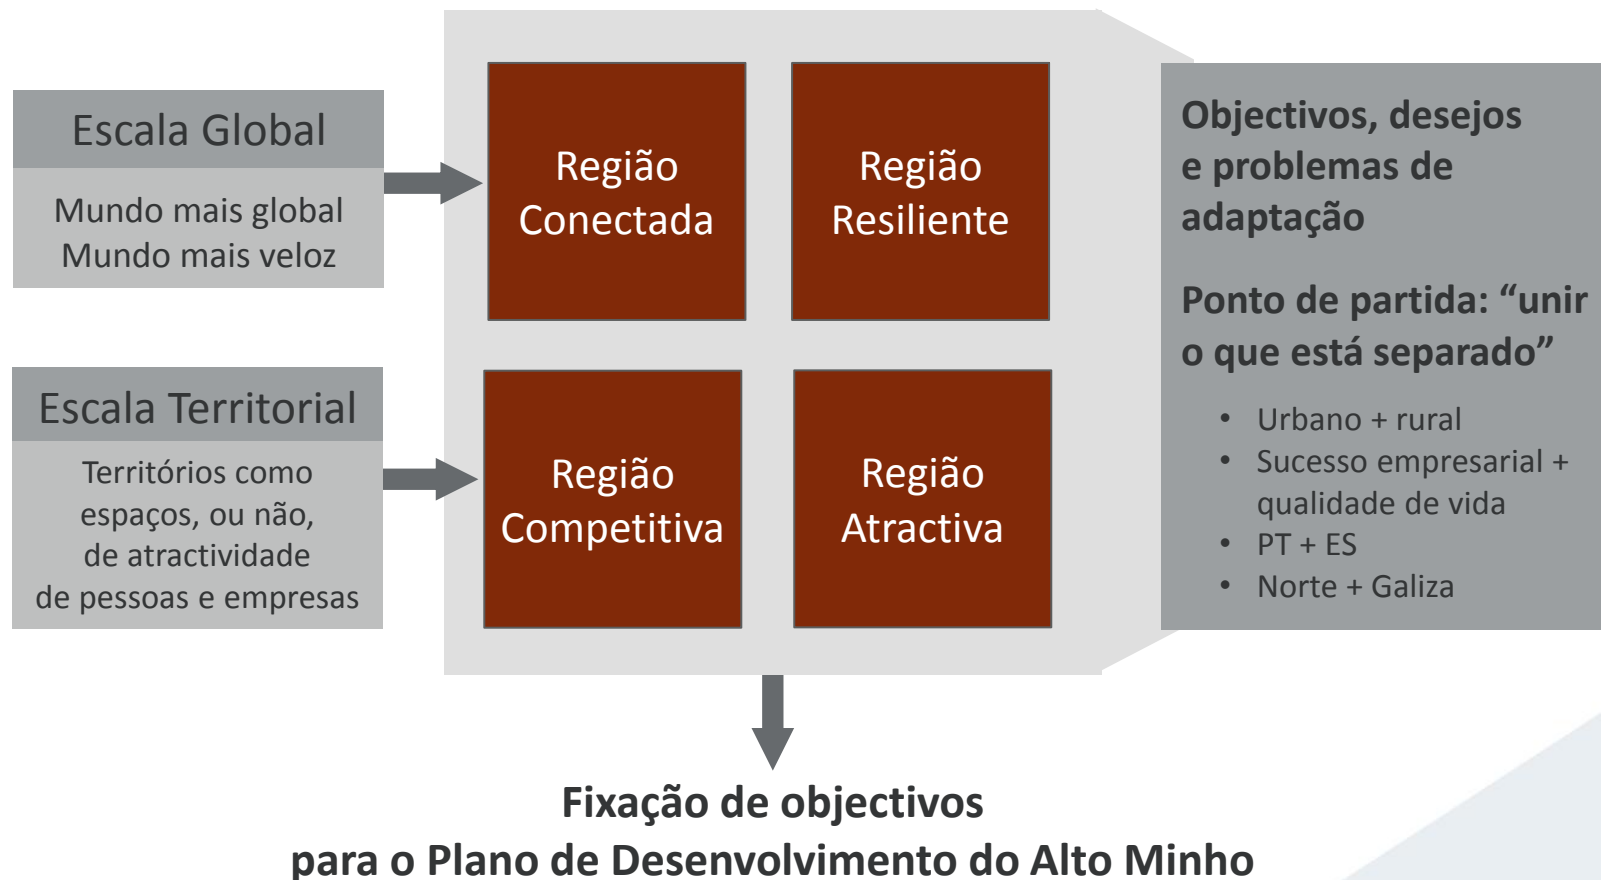 Escala Global
Mundo mais global
Mundo mais veloz
Escala Territorial
Territórios como
espaços, ou não,
de atractividade
de pessoas e empresas
Região
Conectada
Região
Resiliente
Região
Competitiva
Região
Atractiva
Objectivos, desejos
e problemas de
adaptação
Ponto de partida: “unir
o que está separado”
• Urbano + rural
• Sucesso empresarial +
qualidade de vida
• PT + ES
• Norte + Galiza
Fixação de objectivos
para o Plano de Desenvolvimento do Alto Minho